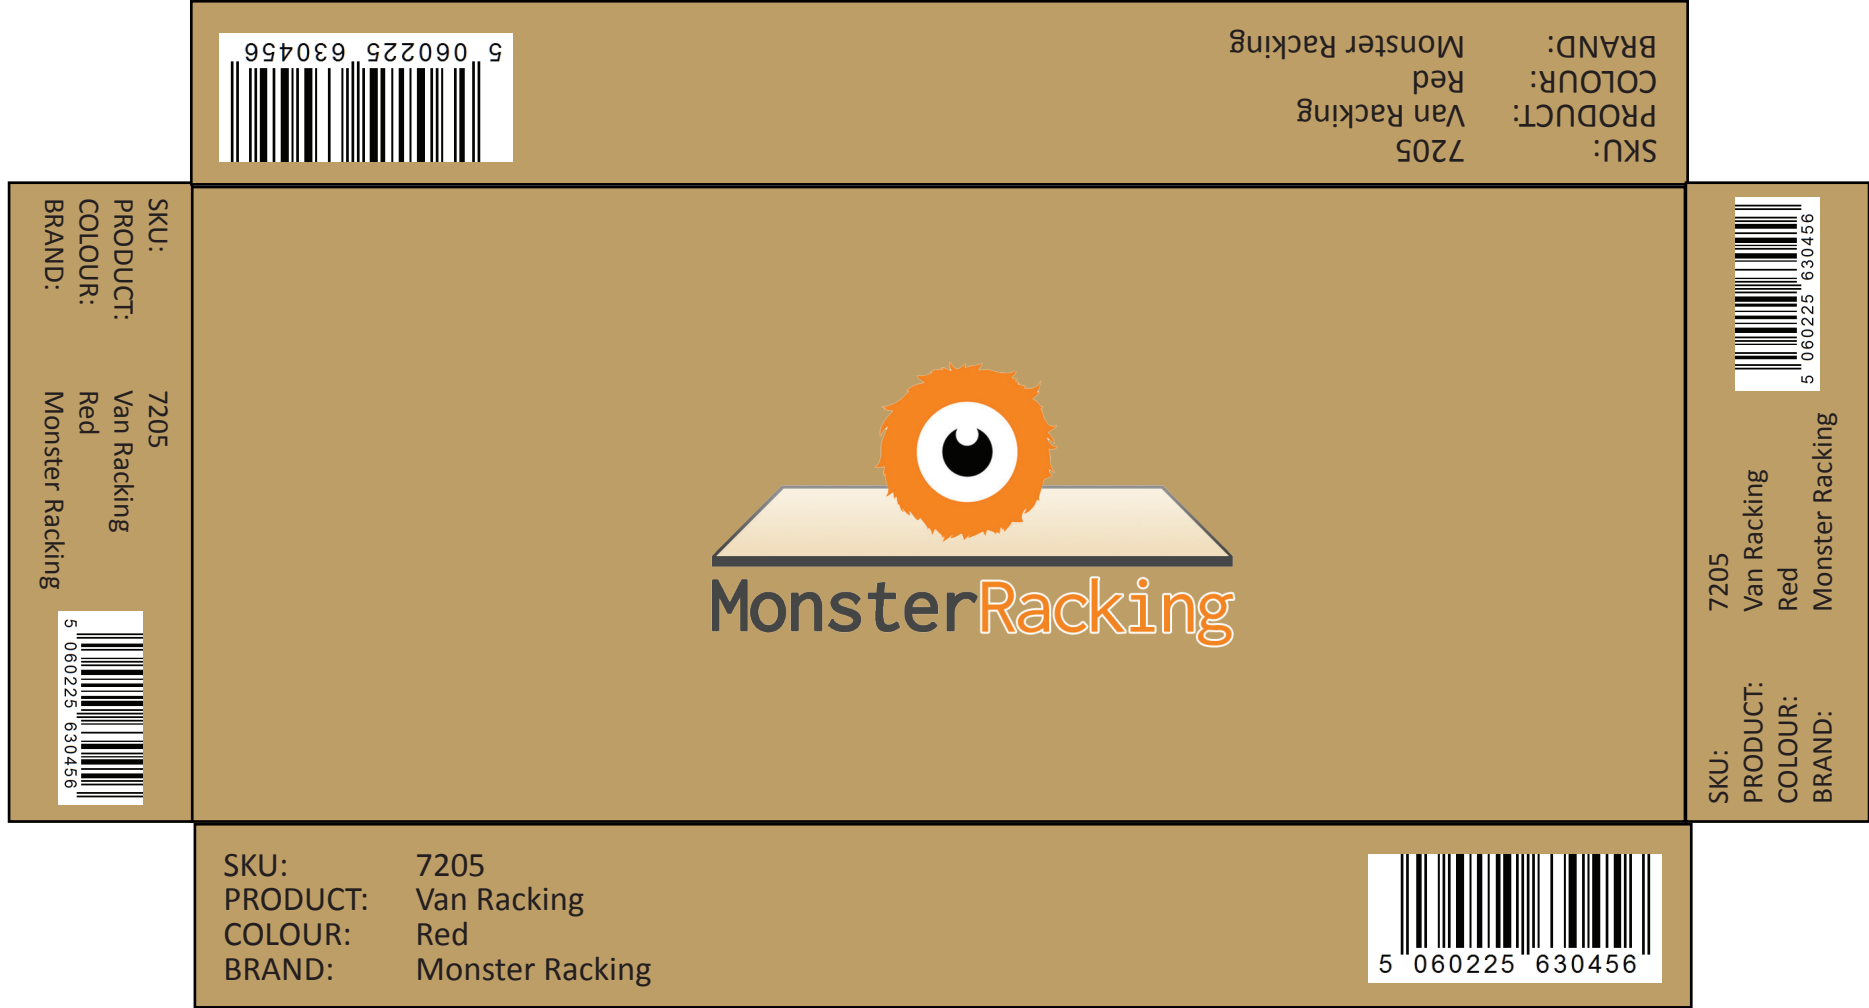 5 060225 630456
BRAND: Monster Racking
COLOUR: Red
PRODUCT: Van Racking
SKU: 7205
SKU: 7205
PRODUCT: Van Racking
COLOUR: Red
BRAND: Monster Racking
5 060225 630456
MonsterRacking
5 060225 630456
SKU: 7205
PRODUCT: Van Racking
COLOUR: Red
BRAND: Monster Racking
SKU: 7205
PRODUCT: Van Racking
COLOUR: Red
BRAND: Monster Racking
5 060225 630456